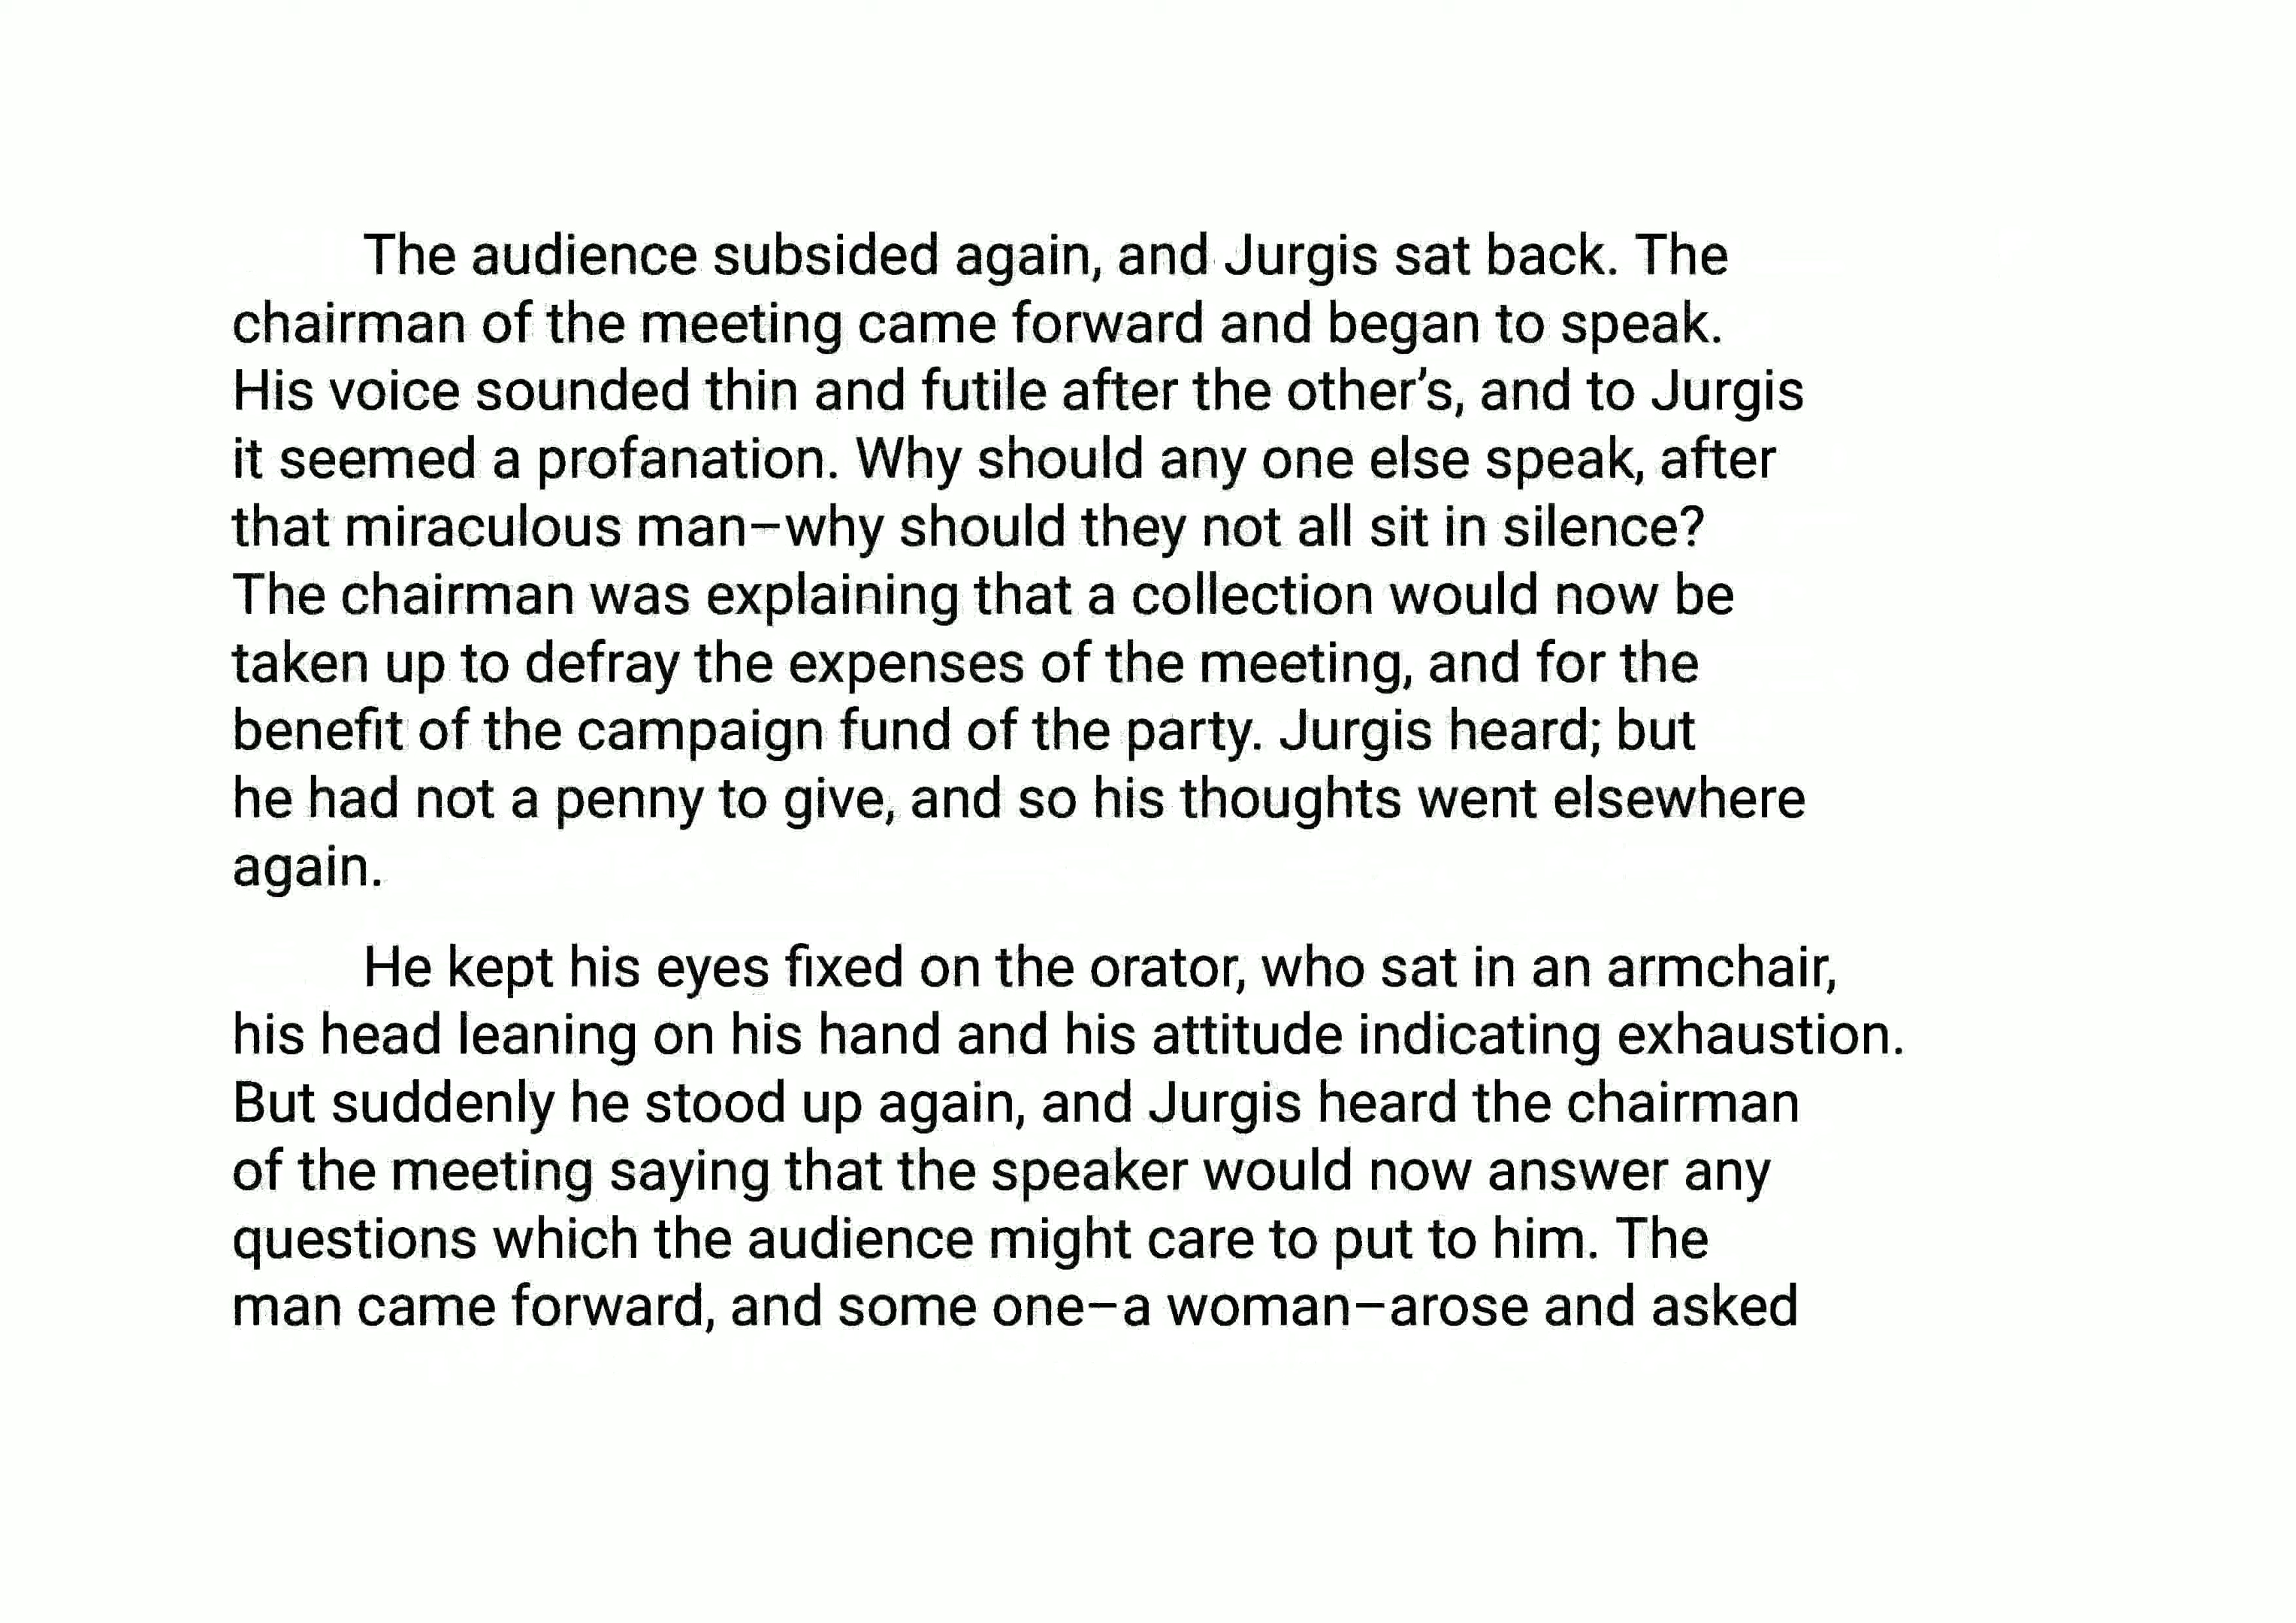 The audience subsided again, and Jurgis sat back. The
chairman of the meeting came forward and began to speak.
His voice sounded thin and futile after the other's, and to Jurgis
it seemed a profanation. Why should any one else speak, after
that miraculous man–why should they not all sit in silence?
The chairman was explaining that a collection would now be
taken up to defray the expenses of the meeting, and for the
benefit of the campaign fund of the party. Jurgis heard; but
he had not a penny to give, and so his thoughts went elsewhere
again.
He kept his eyes fixed on the orator, who sat in an armchair,
his head leaning on his hand and his attitude indicating exhaustion.
But suddenly he stood up again, and Jurgis heard the chairman
of the meeting saying that the speaker would now answer any
questions which the audience might care to put to him. The
man came forward, and some one–a woman–arose and asked